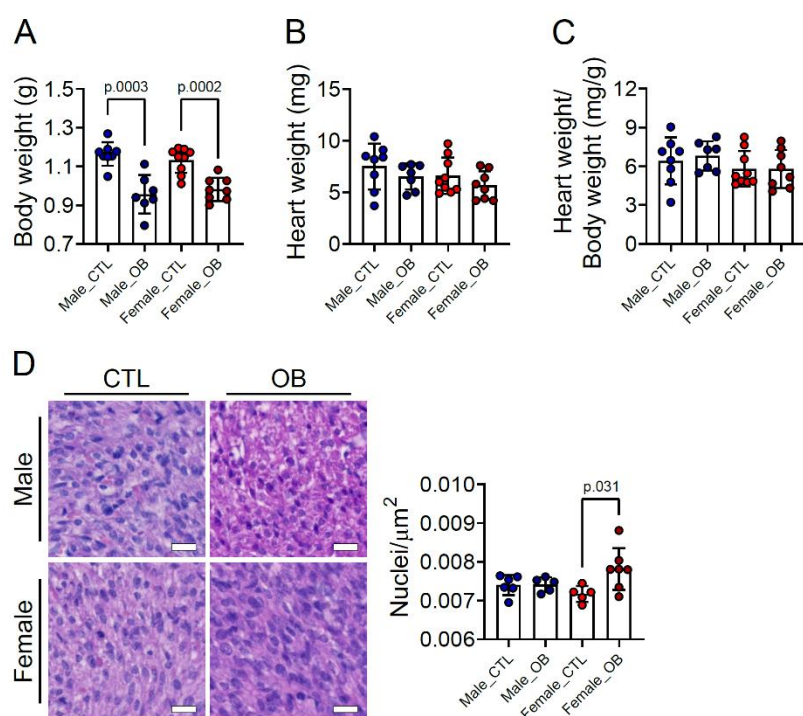 A
Body weight (g)
1.5
1.3
1.1
0.9
0.7
p.0003
p.0002
Male_CTL
Male_OB
Female_CTL
Female_OB
B
Heart weight (mg)
15
10
5
0
Male_CTL
Male_OB
Female_CTL
Female_OB
C
Heart weight/
Body weight (mg/g)
12
9
6
3
0
Male_CTL
Male_OB
Female_CTL
Female_OB
D
CTL
OB
Male
Female
Nuclei/μm²
0.010
0.009
0.008
0.007
0.006
p.031
Male_CTL
Male_OB
Female_CTL
Female_OB